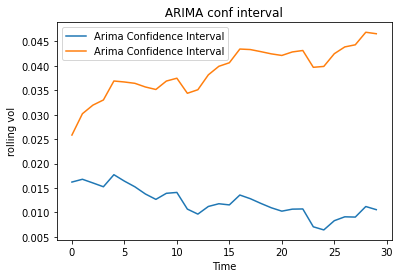 ARIMA conf interval
Arima Confidence Interval
Arima Confidence Interval
rolling vol
0.045
0.040
0.035
0.030
0.025
0.020
0.015
0.010
0.005
0 5 10 15 20 25 30
Time